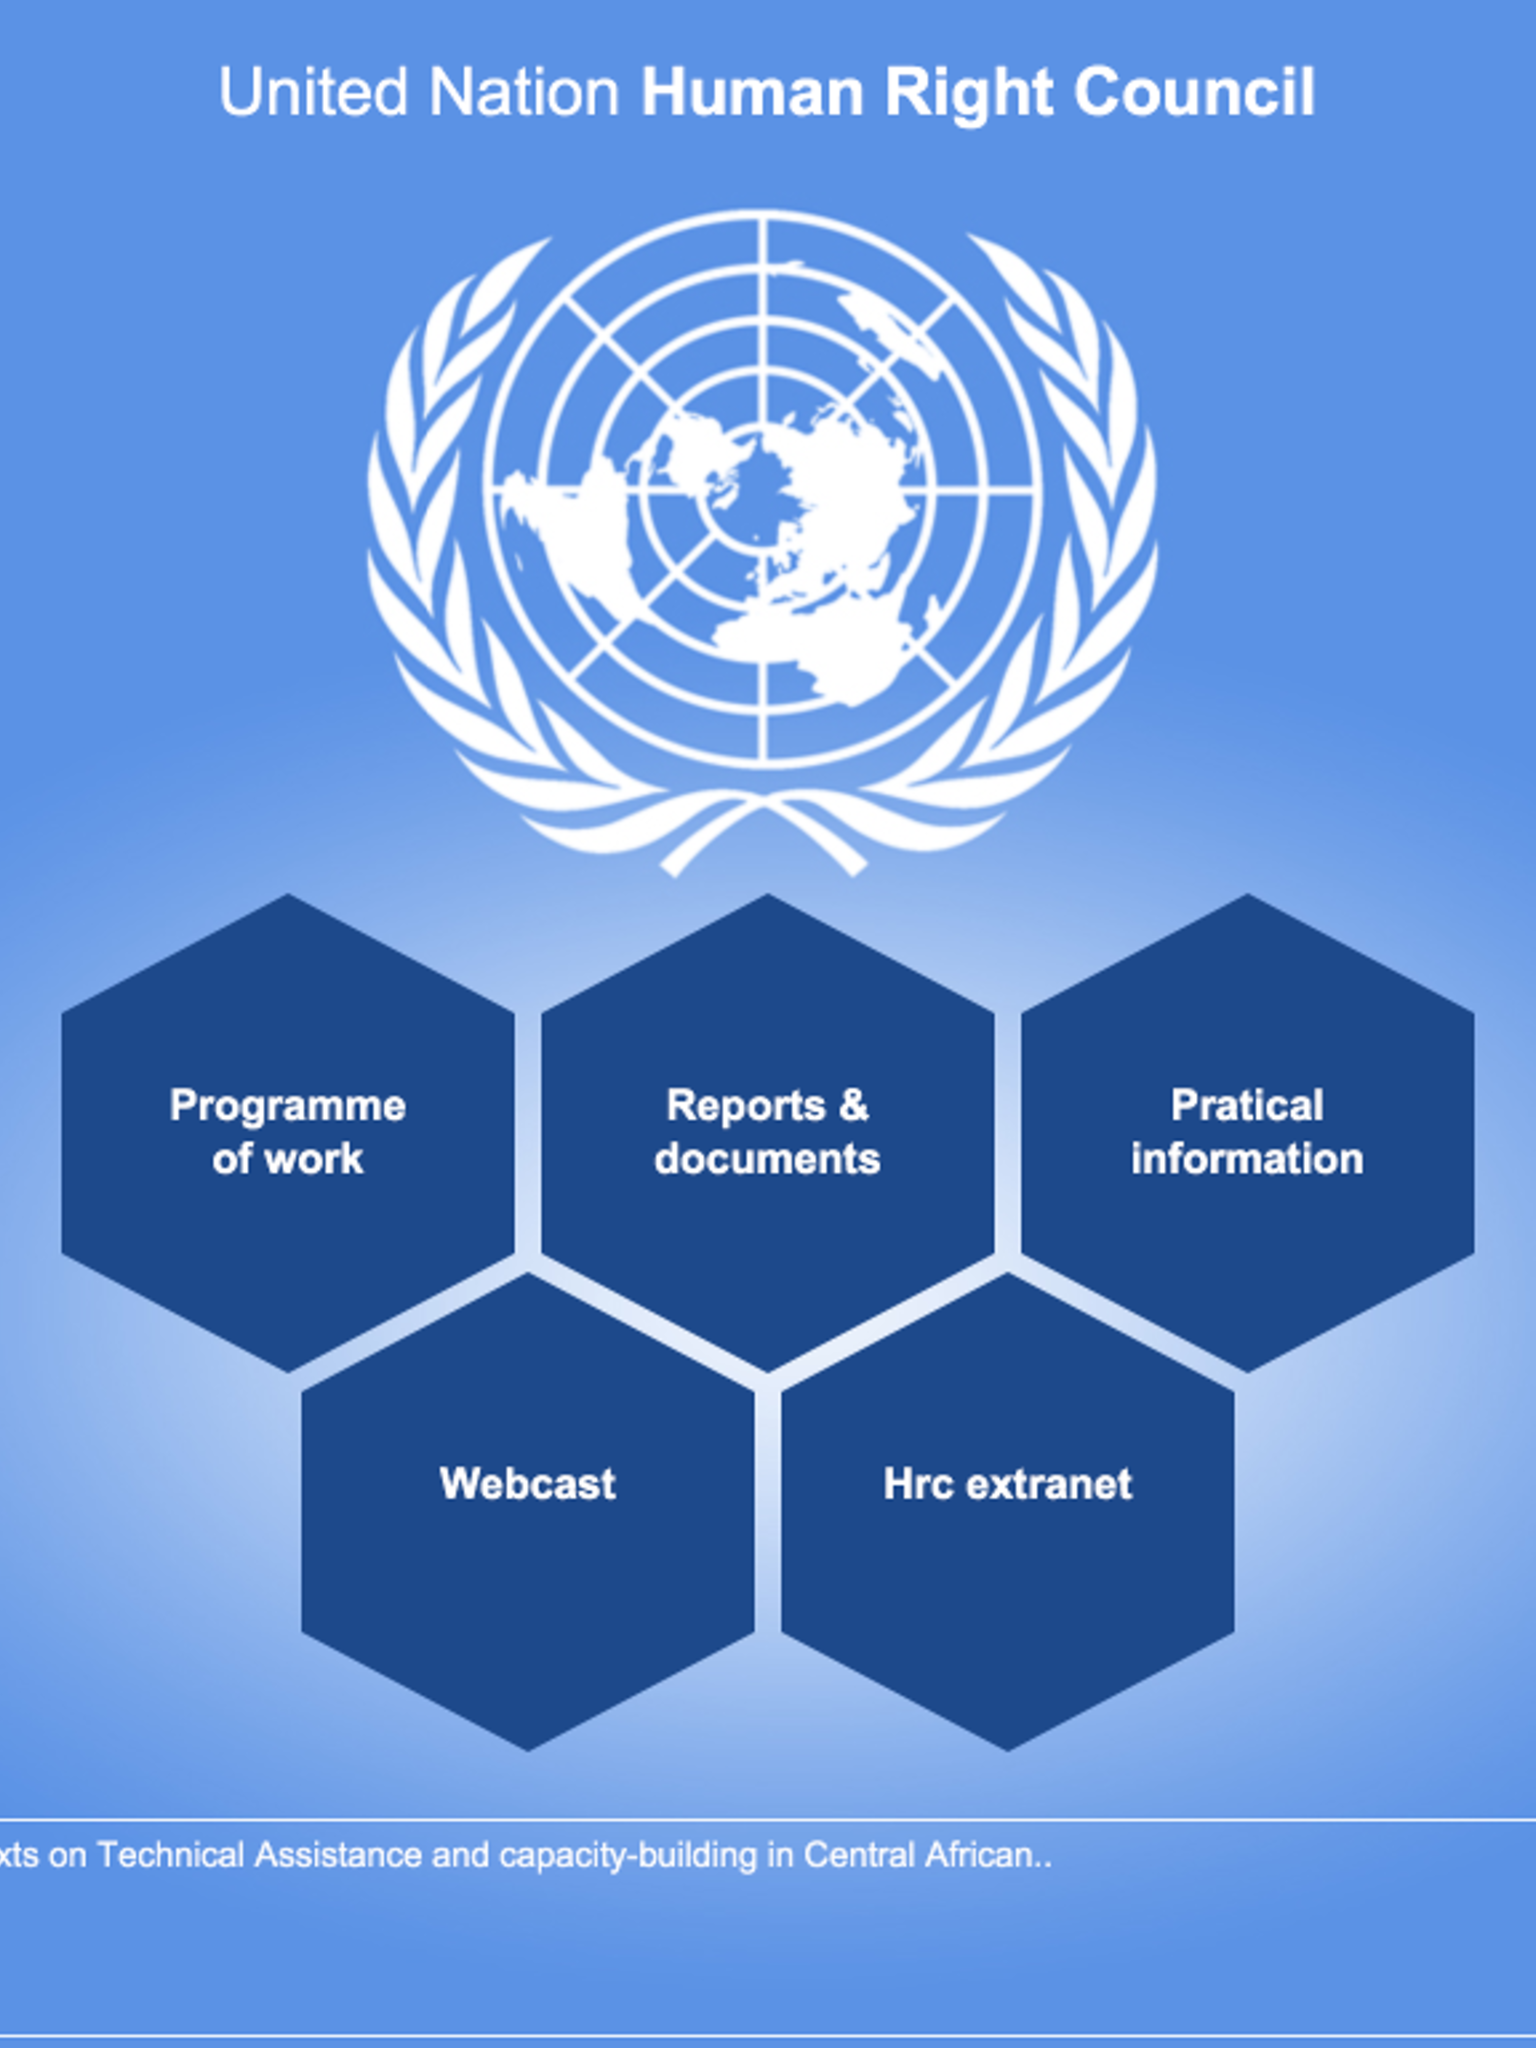 United Nation Human Right Council
Programme
of work
Reports &
documents
Pratical
information
Webcast
Hrc extranet
on Technical Assistance and capacity-building in Central African..